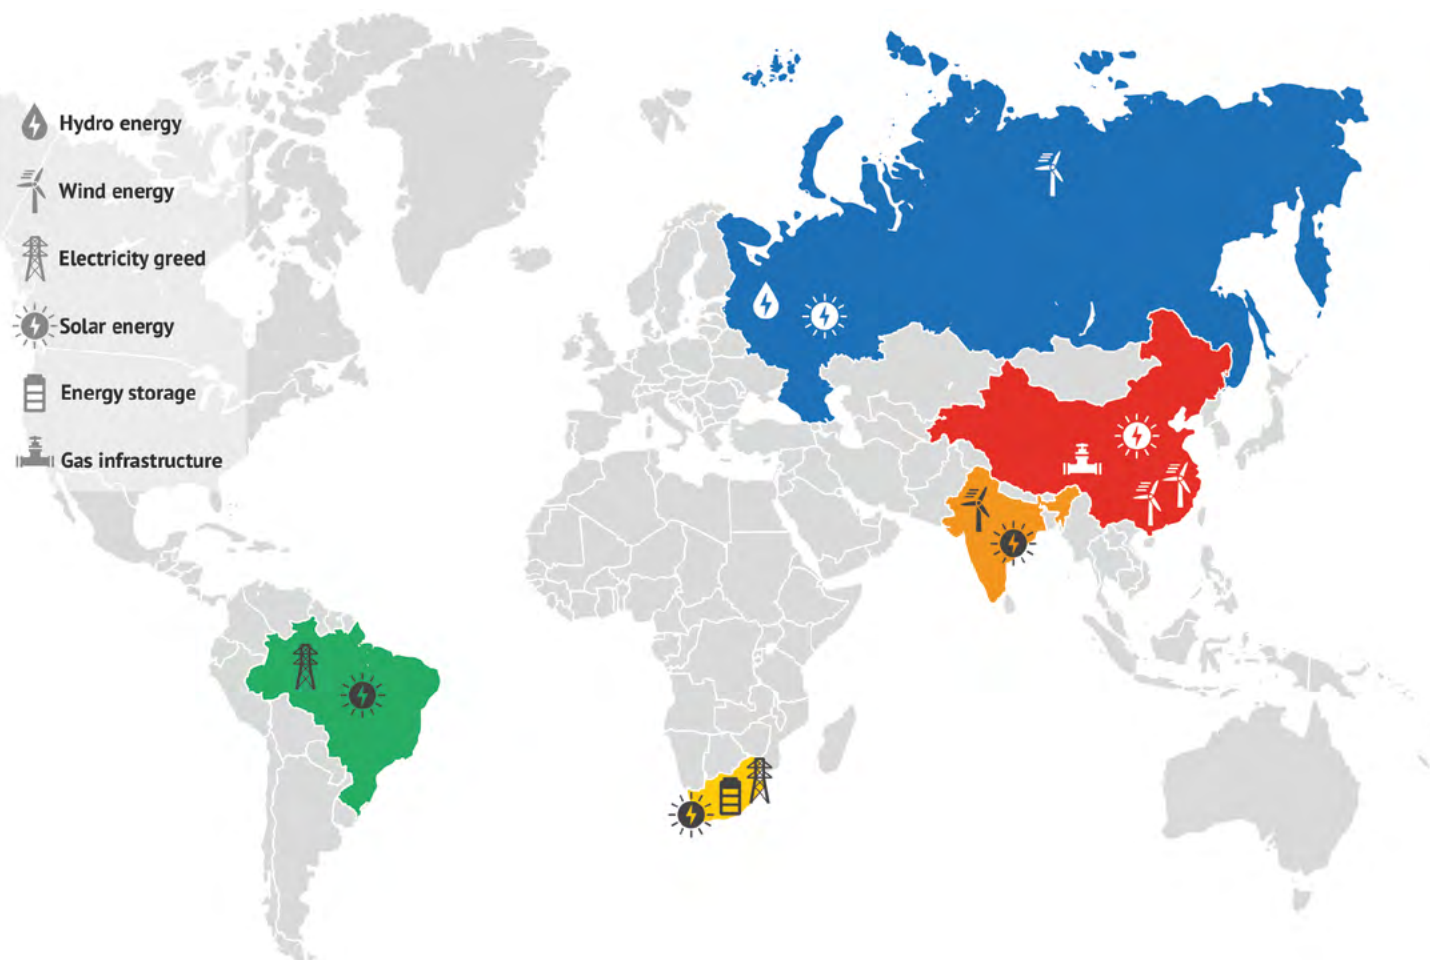 Hydro energy
Wind energy
Electricity greed
Solar energy
Energy storage
Gas infrastructure